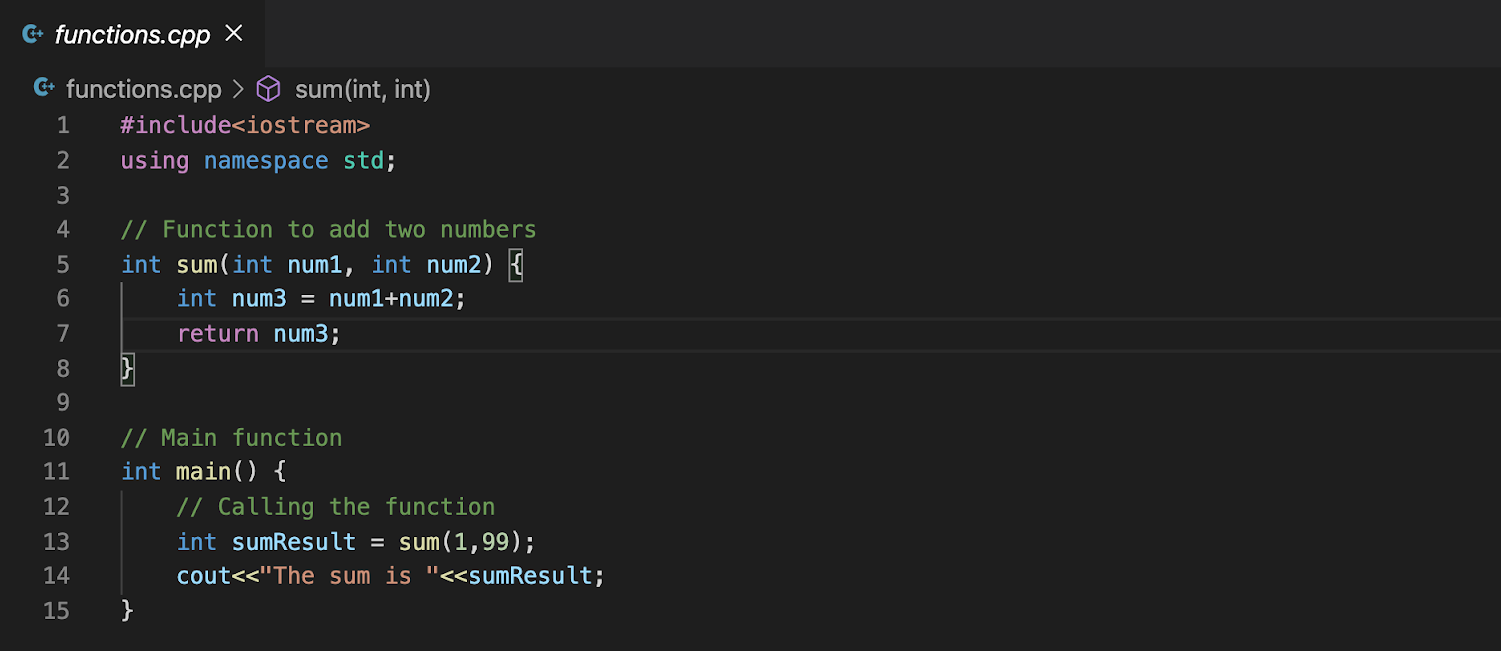 functions.cpp
functions.cpp > sum(int, int)
1 #include<iostream>
2 using namespace std;
3
4 // Function to add two numbers
5 int sum(int num1, int num2) {
6     int num3 = num1+num2;
7     return num3;
8 }
9
10 // Main function
11 int main() {
12     // Calling the function
13     int sumResult = sum(1,99);
14     cout<<"The sum is "<<sumResult;
15 }